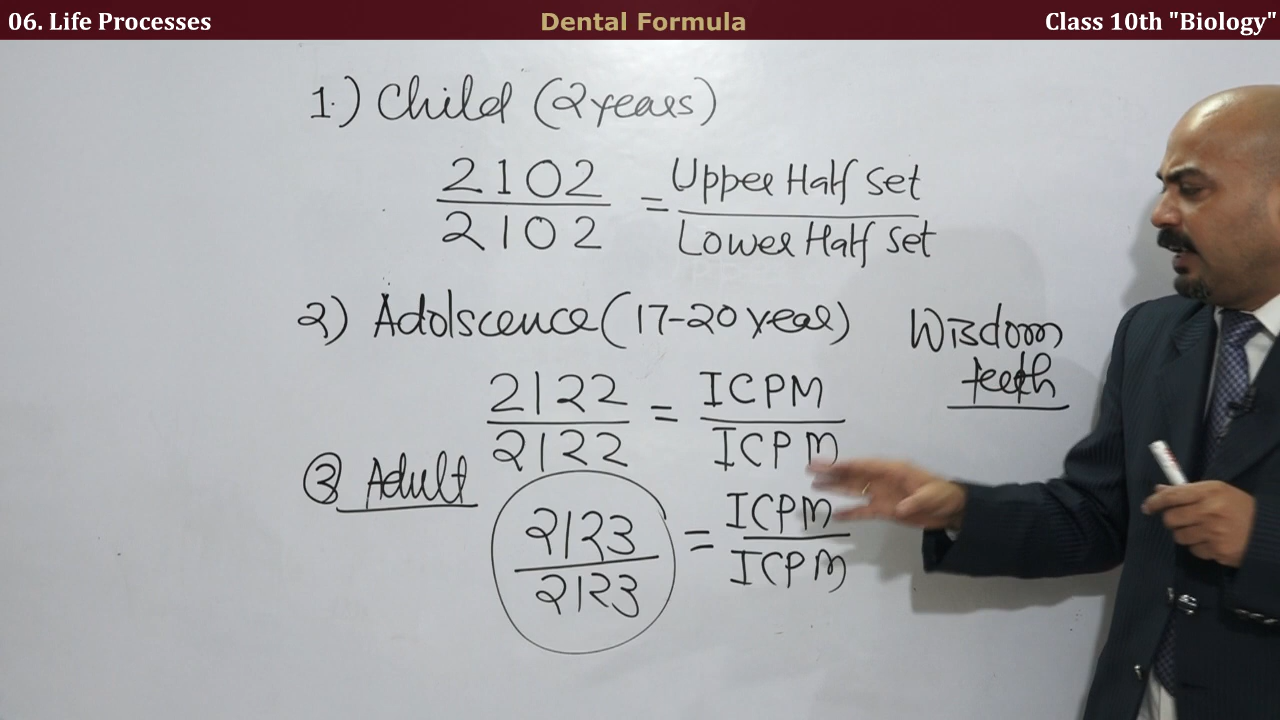 06. Life Processes
Dental Formula
Class 10th "Biology"
1.) Child (2 years)
2102
2102
= Upper Half Set
Lower Half Set
2) Adolscence (17-20 year)
Wisdom
teeth
2122
2122
= ICPM
ICPM
3 Adult
2123
2123
= ICPM
ICPM